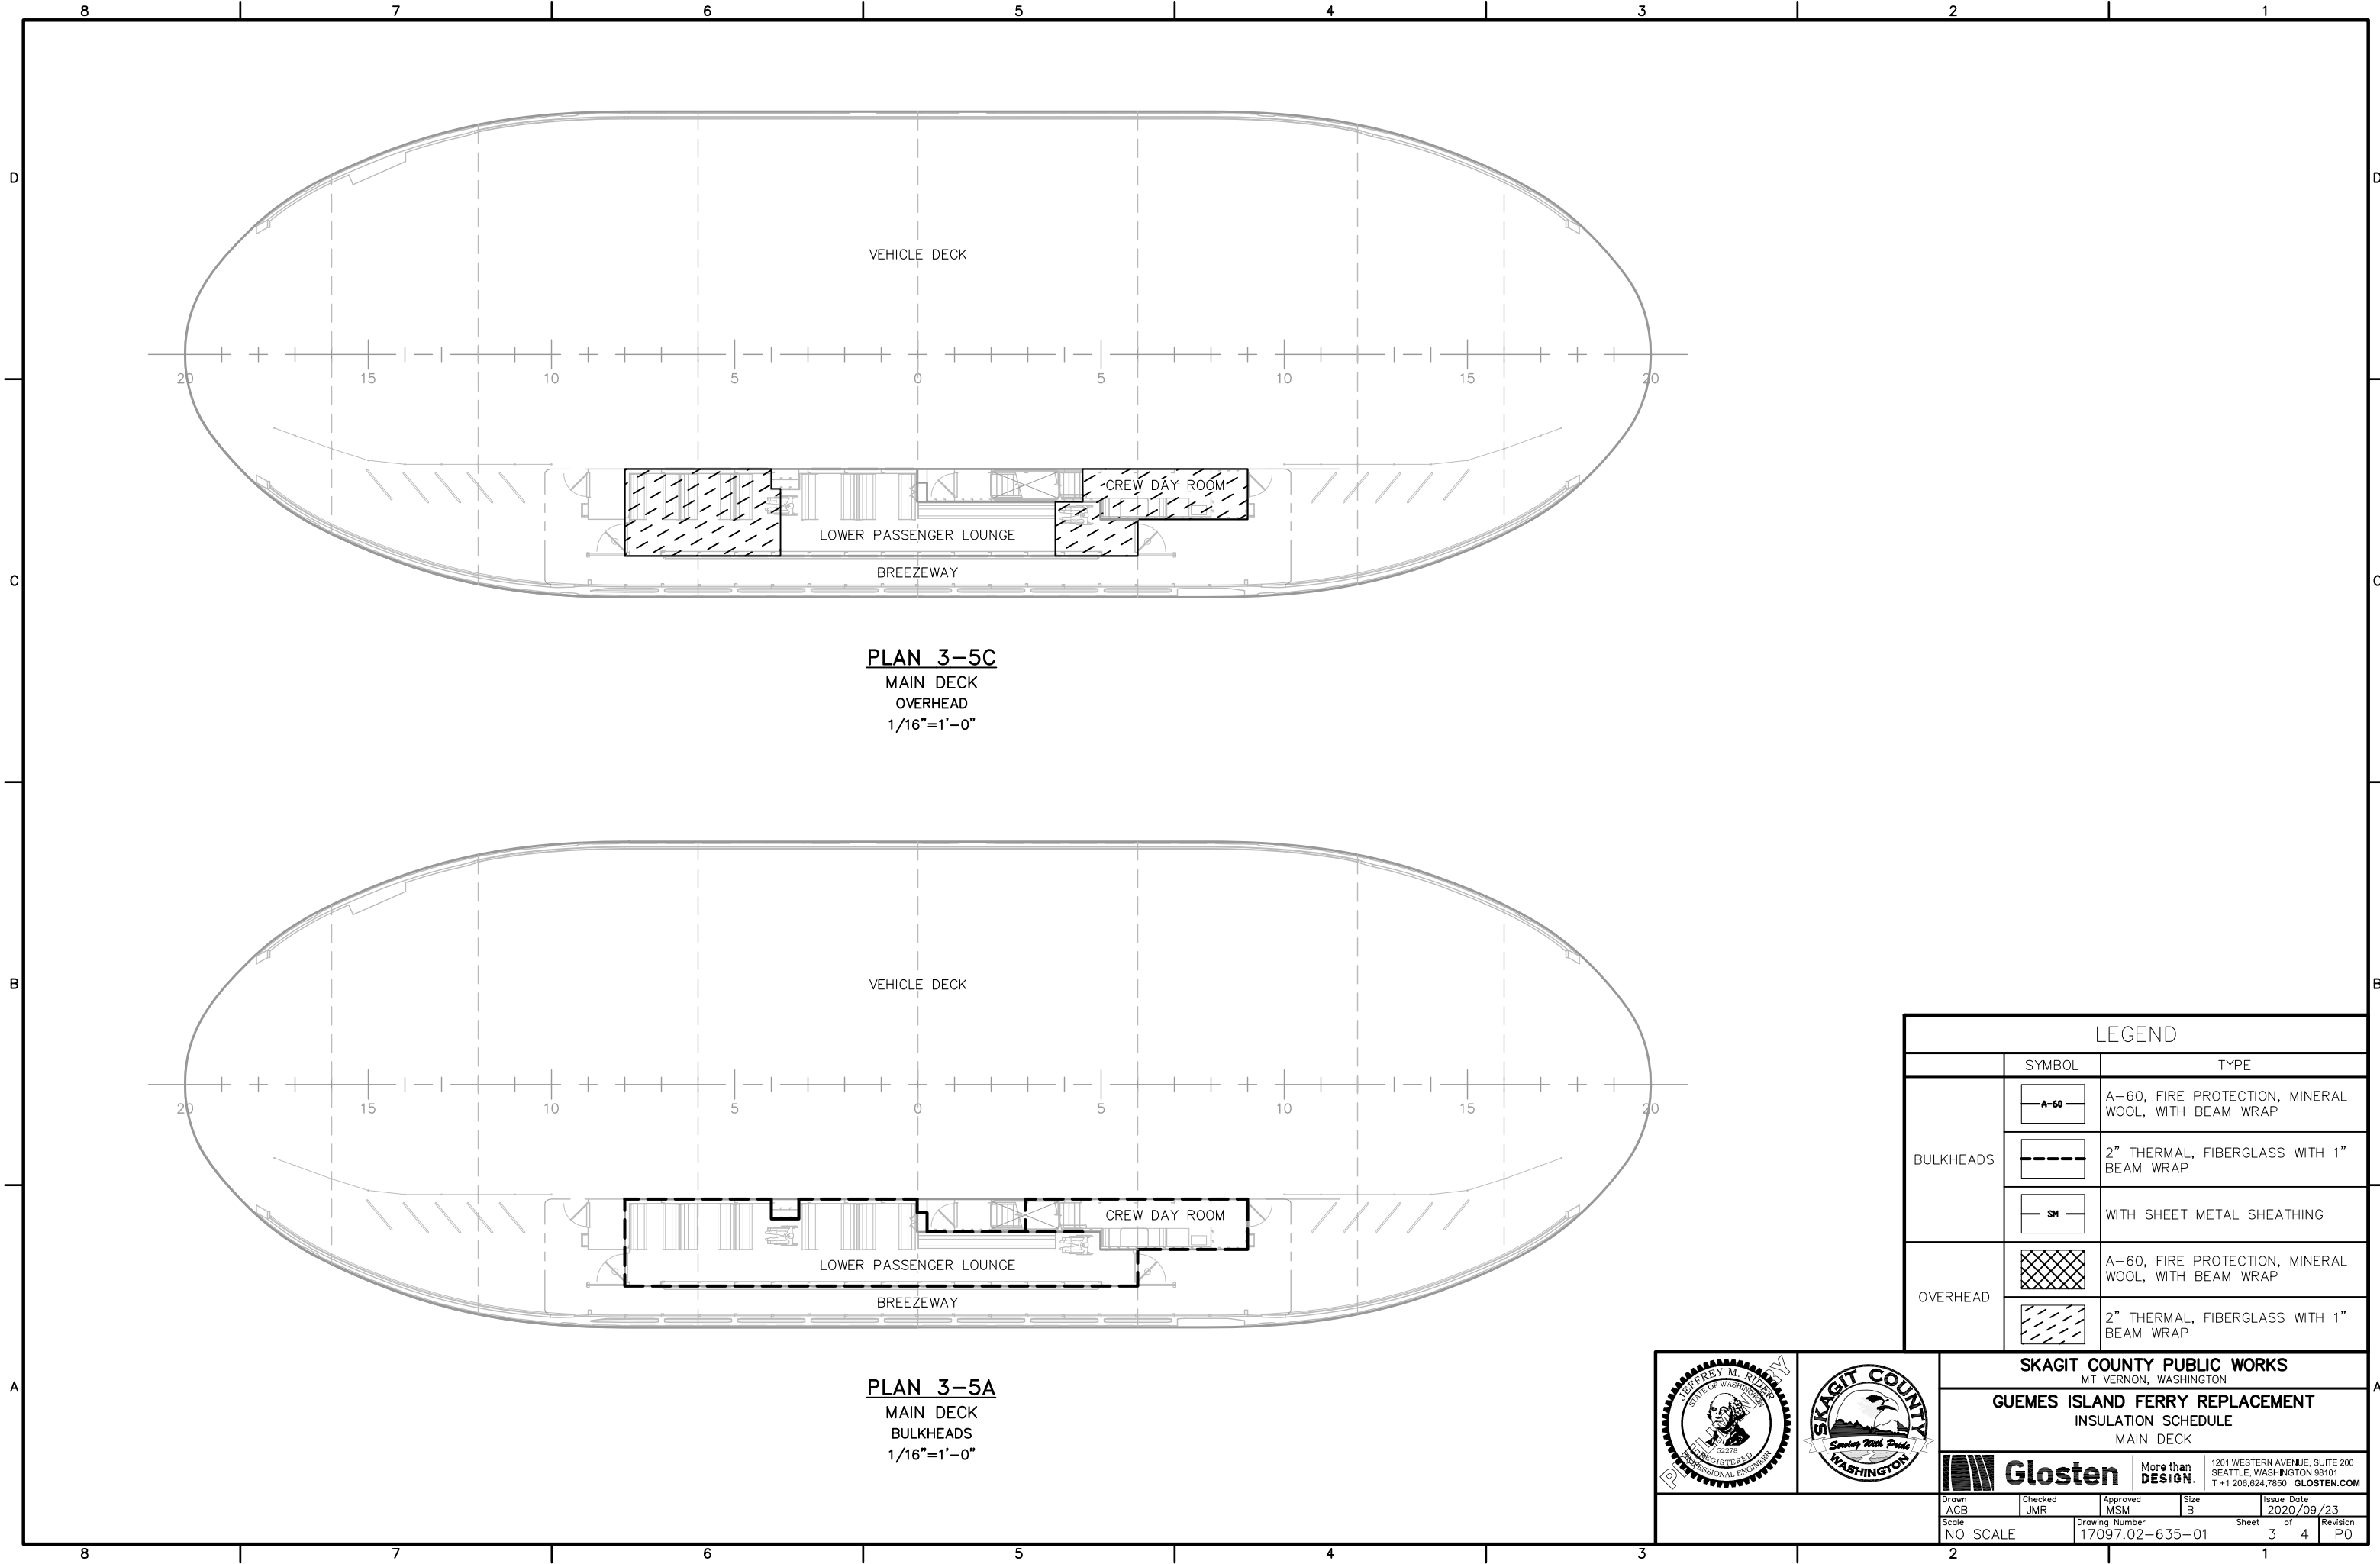 8 7 6 5 4 3 2 1
D D
VEHICLE DECK
20 15 10 5 0 5 10 15 20
CREW DAY ROOM
LOWER PASSENGER LOUNGE
BREEZEWAY
C C
PLAN 3-5C
MAIN DECK
OVERHEAD
1/16"=1'-0"
B B
VEHICLE DECK
20 15 10 5 0 5 10 15 20
CREW DAY ROOM
LOWER PASSENGER LOUNGE
BREEZEWAY
PLAN 3-5A
MAIN DECK
BULKHEADS
1/16"=1'-0"
A A
LEGEND
SYMBOL TYPE
BULKHEADS
A-60
A-60, FIRE PROTECTION, MINERAL
WOOL, WITH BEAM WRAP
2" THERMAL, FIBERGLASS WITH 1"
BEAM WRAP
SM
WITH SHEET METAL SHEATHING
OVERHEAD
A-60, FIRE PROTECTION, MINERAL
WOOL, WITH BEAM WRAP
2" THERMAL, FIBERGLASS WITH 1"
BEAM WRAP
JEFFREY M. RIDER
STATE OF WASHINGTON
52278
REGISTERED
PROFESSIONAL ENGINEER
SKAGIT COUNTY
Serving With Pride
WASHINGTON
SKAGIT COUNTY PUBLIC WORKS
MT VERNON, WASHINGTON
GUEMES ISLAND FERRY REPLACEMENT
INSULATION SCHEDULE
MAIN DECK
Glosten
More than
DESIGN.
1201 WESTERN AVENUE, SUITE 200
SEATTLE, WASHINGTON 98101
T +1 206.624.7850 GLOSTEN.COM
Drawn Checked Approved Size Issue Date
ACB JMR MSM B 2020/09/23
Scale Drawing Number Sheet of Revision
NO SCALE 17097.02-635-01 3 4 P0
8 7 6 5 4 3 2 1